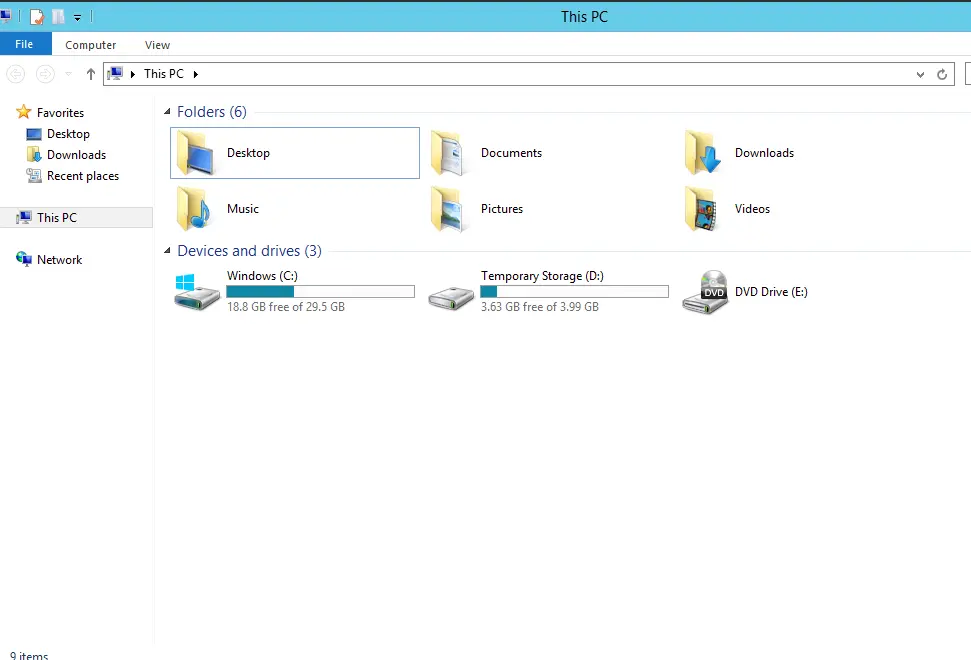 This PC
File Computer View
This PC
Favorites
Desktop
Downloads
Recent places
This PC
Network
Folders (6)
Desktop Documents Downloads
Music Pictures Videos
Devices and drives (3)
Windows (C:)
18.8 GB free of 29.5 GB
Temporary Storage (D:)
3.63 GB free of 3.99 GB
DVD
DVD Drive (E:)
9 items